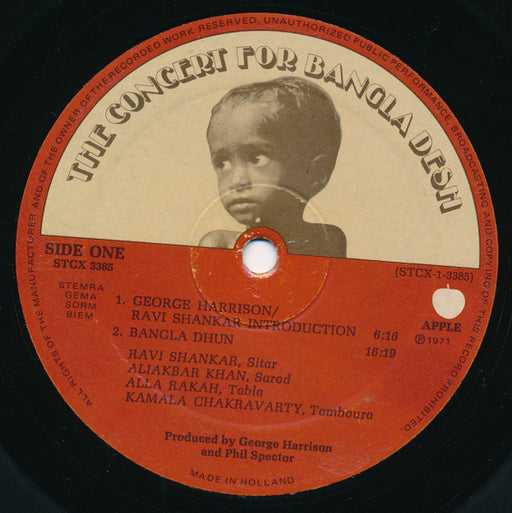 ALL RIGHTS OF THE MANUFACTURER AND OF THE OWNER OF THE RECORDED WORK RESERVED, UNAUTHORIZED PUBLIC PERFORMANCE, BROADCASTING AND COPYING OF THIS RECORD PROHIBITED.
THE CONCERT FOR BANGLA DESH
SIDE ONE
STCX 3385
(STCX-1-3385)
STEMRA
GEMA
SDRM
BIEM
1. GEORGE HARRISON/
RAVI SHANKAR INTRODUCTION 6:16
2. BANGLA DHUN 16:19
RAVI SHANKAR, Sitar
ALIAKBAR KHAN, Sarod
ALLA RAKAH, Tabla
KAMALA CHAKRAVARTY, Tamboura
APPLE
℗ 1971
Produced by George Harrison
and Phil Spector
MADE IN HOLLAND